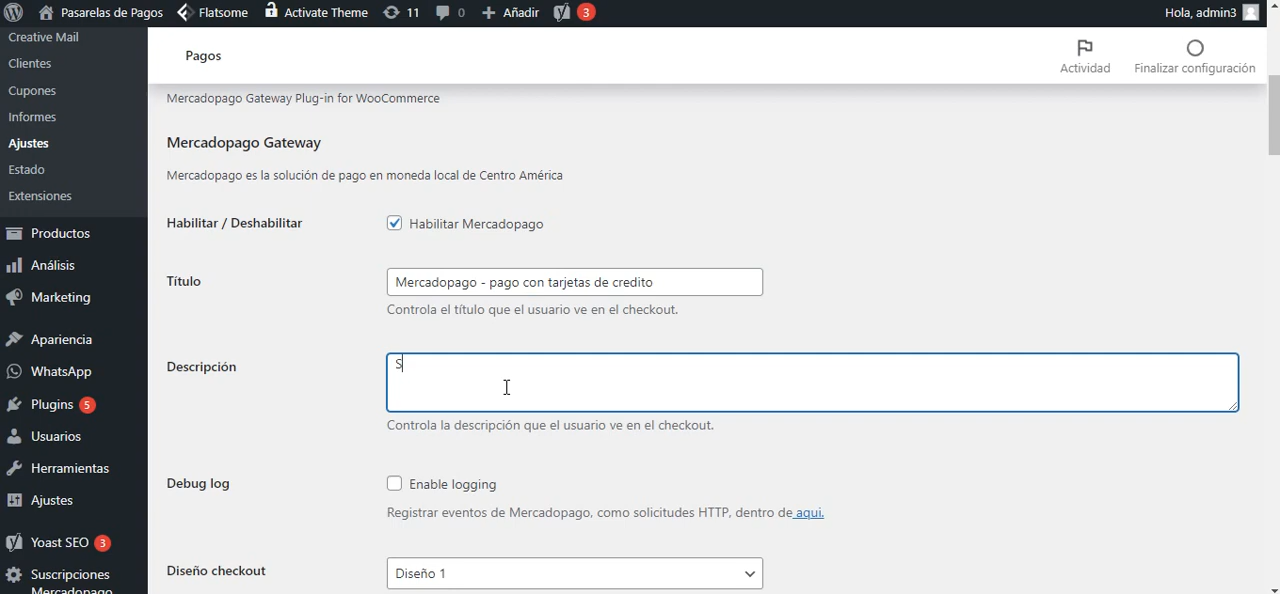 Pasarelas de Pagos Flatsome Activate Theme 11 0 Añadir 3 Hola, admin3
Creative Mail
Clientes
Cupones
Informes
Ajustes
Estado
Extensiones
Productos
Análisis
Marketing
Apariencia
WhatsApp
Plugins 5
Usuarios
Herramientas
Ajustes
Yoast SEO 3
Suscripciones
Mercadopago
Pagos
Actividad
Finalizar configuración
Mercadopago Gateway Plug-in for WooCommerce
Mercadopago Gateway
Mercadopago es la solución de pago en moneda local de Centro América
Habilitar / Deshabilitar Habilitar Mercadopago
Título Mercadopago - pago con tarjetas de credito
Controla el título que el usuario ve en el checkout.
Descripción S
Controla la descripción que el usuario ve en el checkout.
Debug log Enable logging
Registrar eventos de Mercadopago, como solicitudes HTTP, dentro de aqui.
Diseño checkout Diseño 1